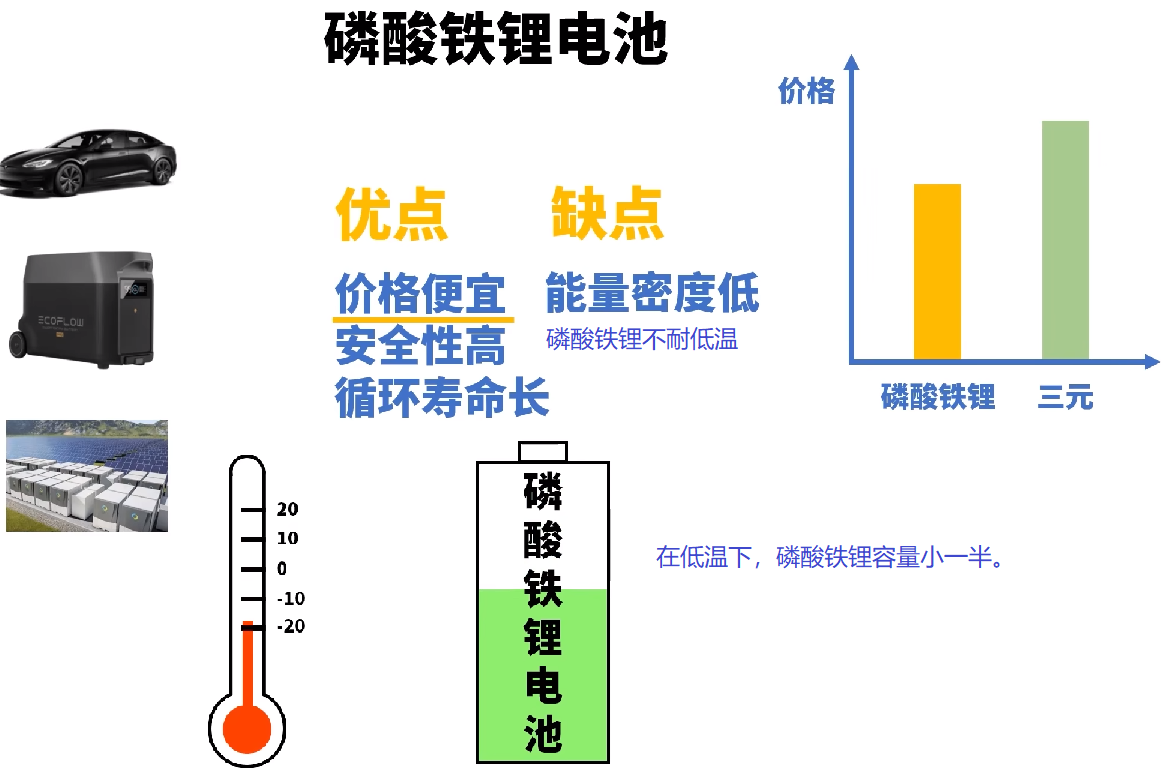 磷酸铁锂电池
价格
优点
缺点
价格便宜
能量密度低
安全性高
磷酸铁锂不耐低温
循环寿命长
ECOFLOW
磷酸铁锂
三元
20
10
0
-10
-20
磷酸铁锂电池
在低温下，磷酸铁锂容量小一半。